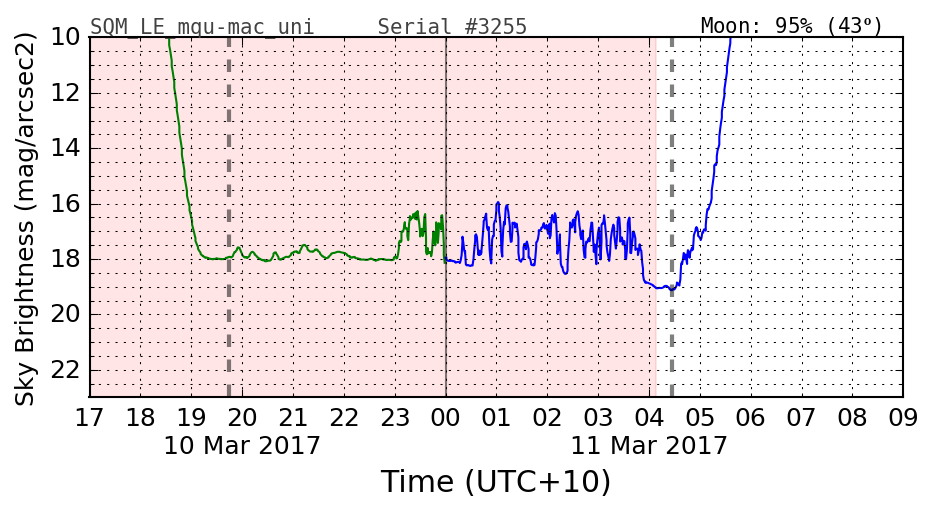 SQM_LE_mqu-mac_uni Serial #3255 Moon: 95% (43º)
Sky Brightness (mag/arcsec2)
10
12
14
16
18
20
22
17 18 19 20 21 22 23 00 01 02 03 04 05 06 07 08 09
10 Mar 2017 11 Mar 2017
Time (UTC+10)